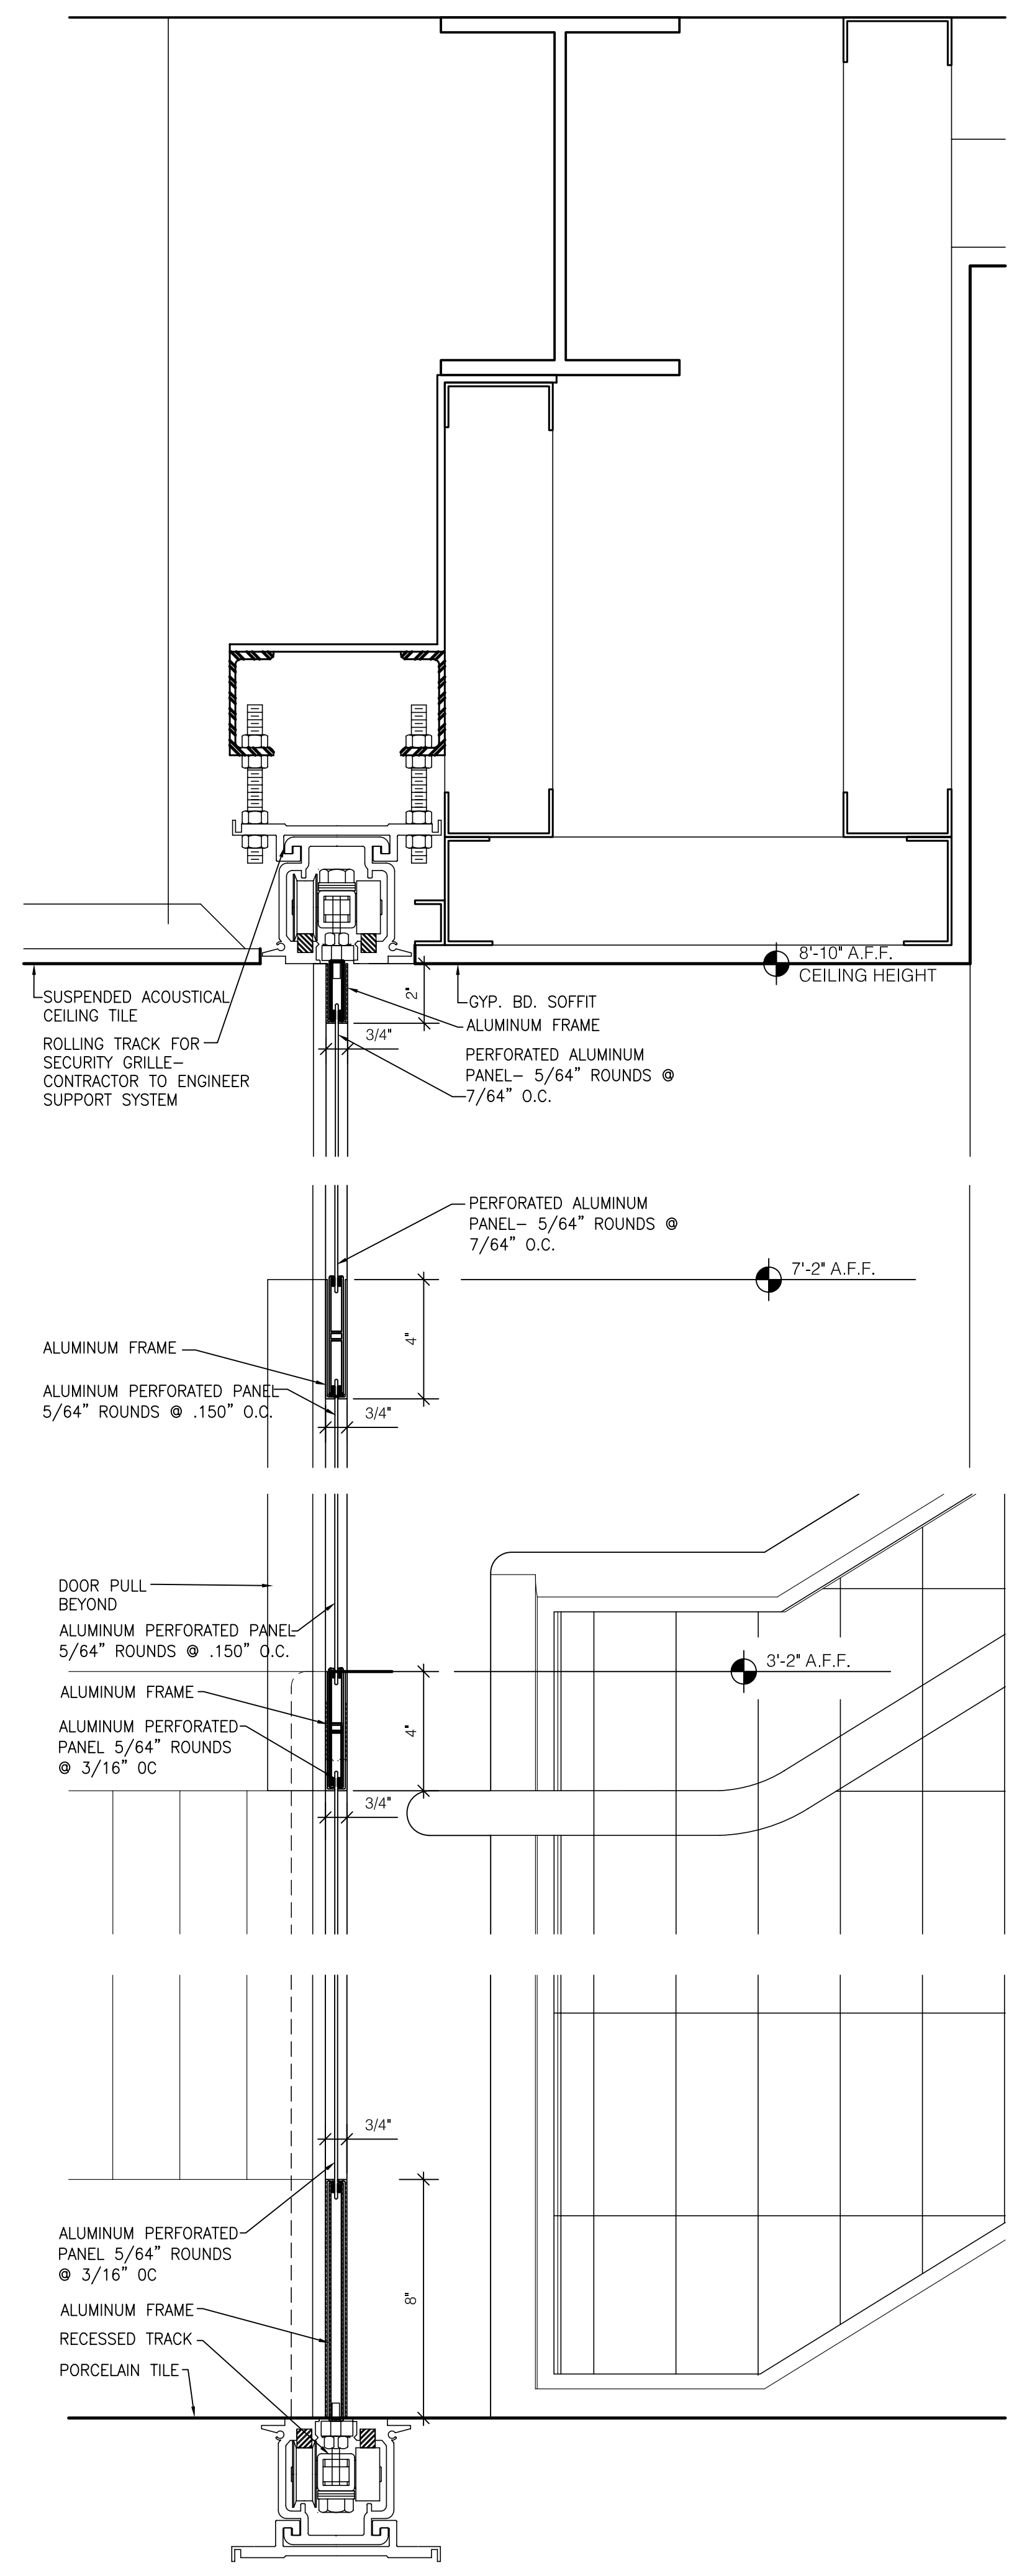 8'-10" A.F.F.
CEILING HEIGHT
SUSPENDED ACOUSTICAL
CEILING TILE
ROLLING TRACK FOR
SECURITY GRILLE–
CONTRACTOR TO ENGINEER
SUPPORT SYSTEM
2"
GYP. BD. SOFFIT
ALUMINUM FRAME
3/4"
PERFORATED ALUMINUM
PANEL– 5/64” ROUNDS @
7/64” O.C.
PERFORATED ALUMINUM
PANEL– 5/64” ROUNDS @
7/64” O.C.
7'-2" A.F.F.
4"
ALUMINUM FRAME
ALUMINUM PERFORATED PANEL
5/64” ROUNDS @ .150” O.C.
3/4"
DOOR PULL
BEYOND
ALUMINUM PERFORATED PANEL
5/64” ROUNDS @ .150” O.C.
3'-2" A.F.F.
ALUMINUM FRAME
4"
ALUMINUM PERFORATED
PANEL 5/64” ROUNDS
@ 3/16” OC
3/4"
3/4"
ALUMINUM PERFORATED
PANEL 5/64” ROUNDS
@ 3/16” OC
8"
ALUMINUM FRAME
RECESSED TRACK
PORCELAIN TILE